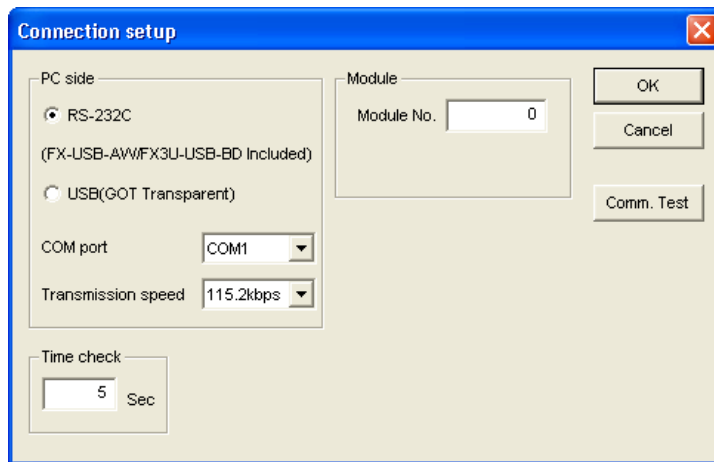 Connection setup
PC side
RS-232C
(FX-USB-AW/FX3U-USB-BD Included)
USB(GOT Transparent)
COM port
COM1
Transmission speed
115.2kbps
Time check
5
Sec
Module
Module No.
0
OK
Cancel
Comm. Test